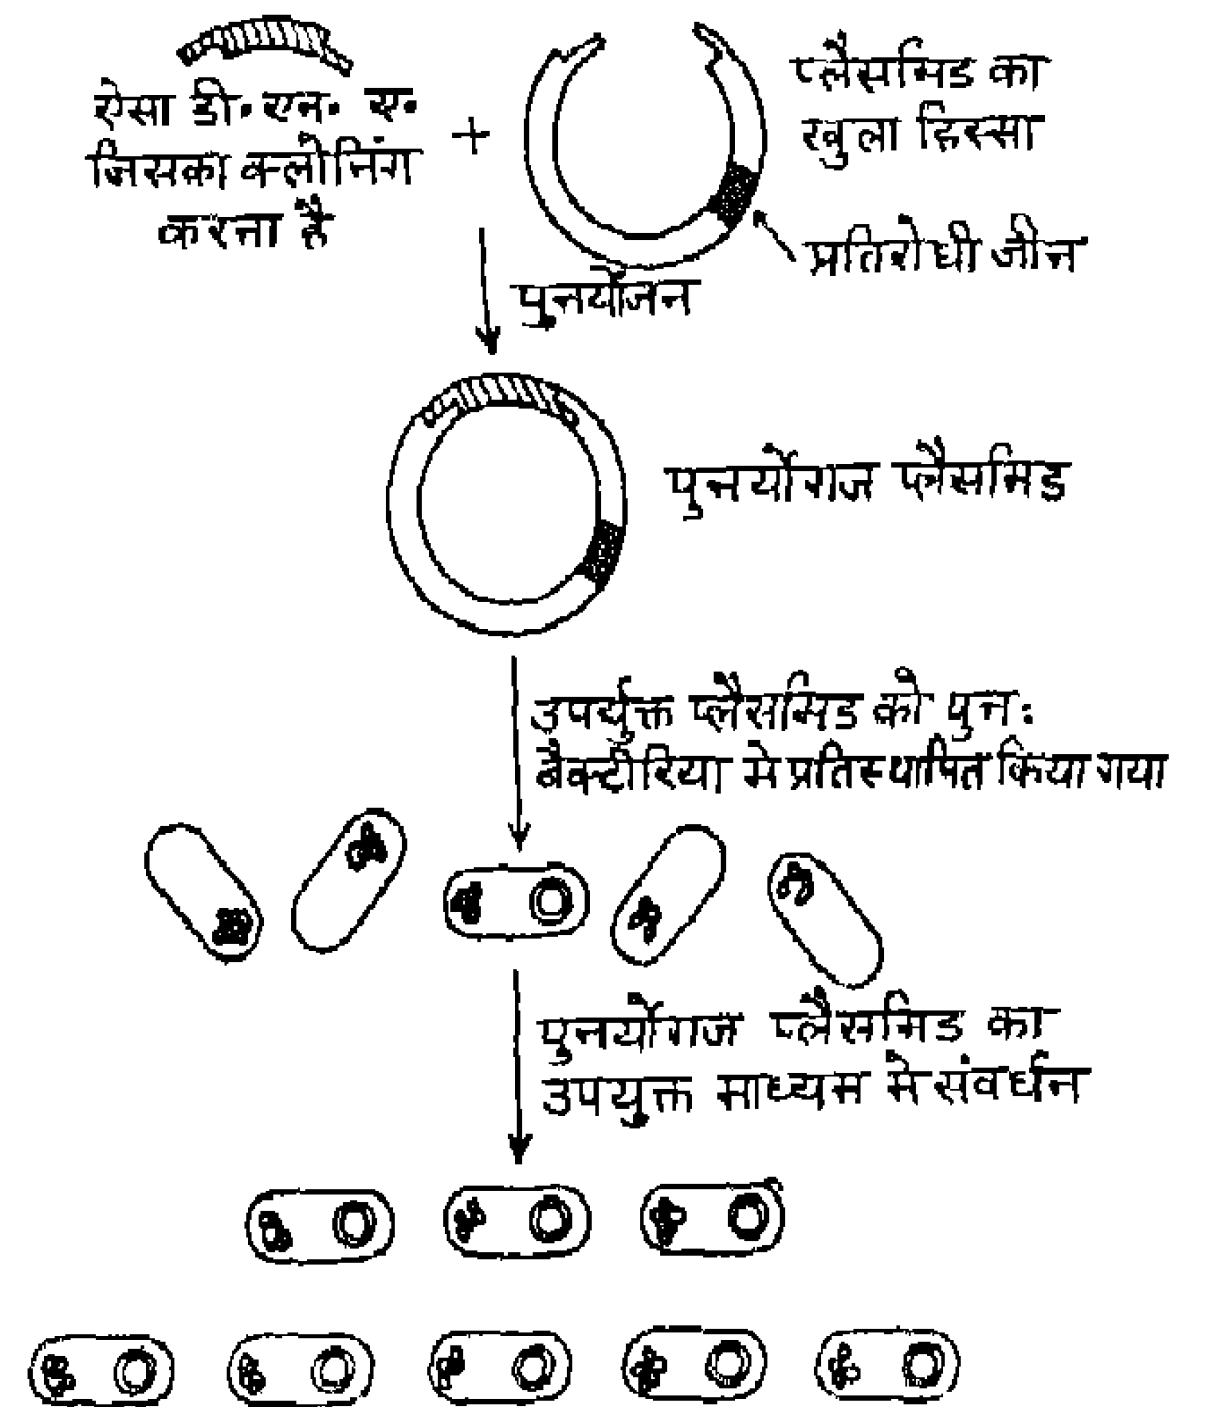 ऐसा डी. एन. ए.
जिसका क्लोनिंग
करना है
+
प्लैसमिड का
खुला हिस्सा
प्रतिरोधी जीन
पुनर्योजन
पुनर्योगज प्लैसमिड
उपर्युक्त प्लैसमिड को पुनः
बैक्टीरिया मे प्रतिस्थापित किया गया
पुनर्योगज प्लैसमिड का
उपयुक्त माध्यम मे संवर्धन